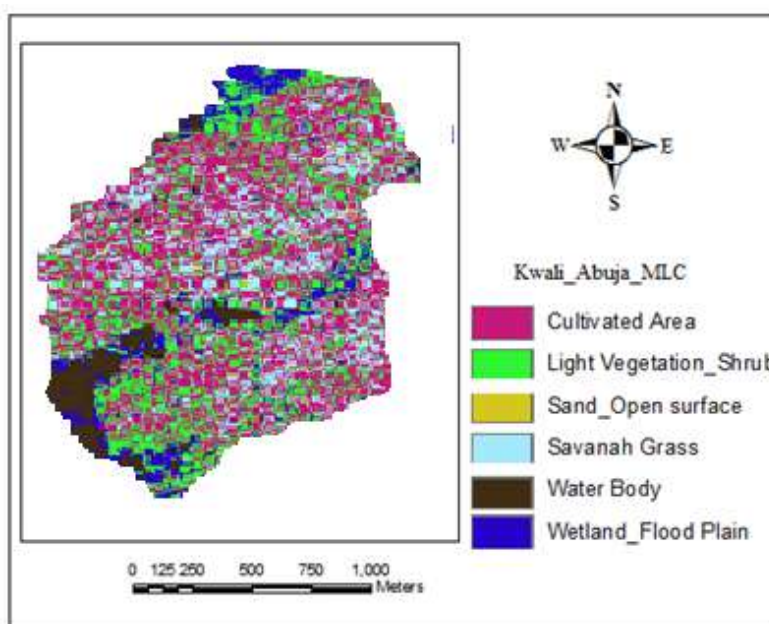 N
W E
S
Kwali_Abuja_MLC
Cultivated Area
Light Vegetation_Shrub
Sand_Open surface
Savanah Grass
Water Body
Wetland_Flood Plain
0 125 250 500 750 1,000
Meters